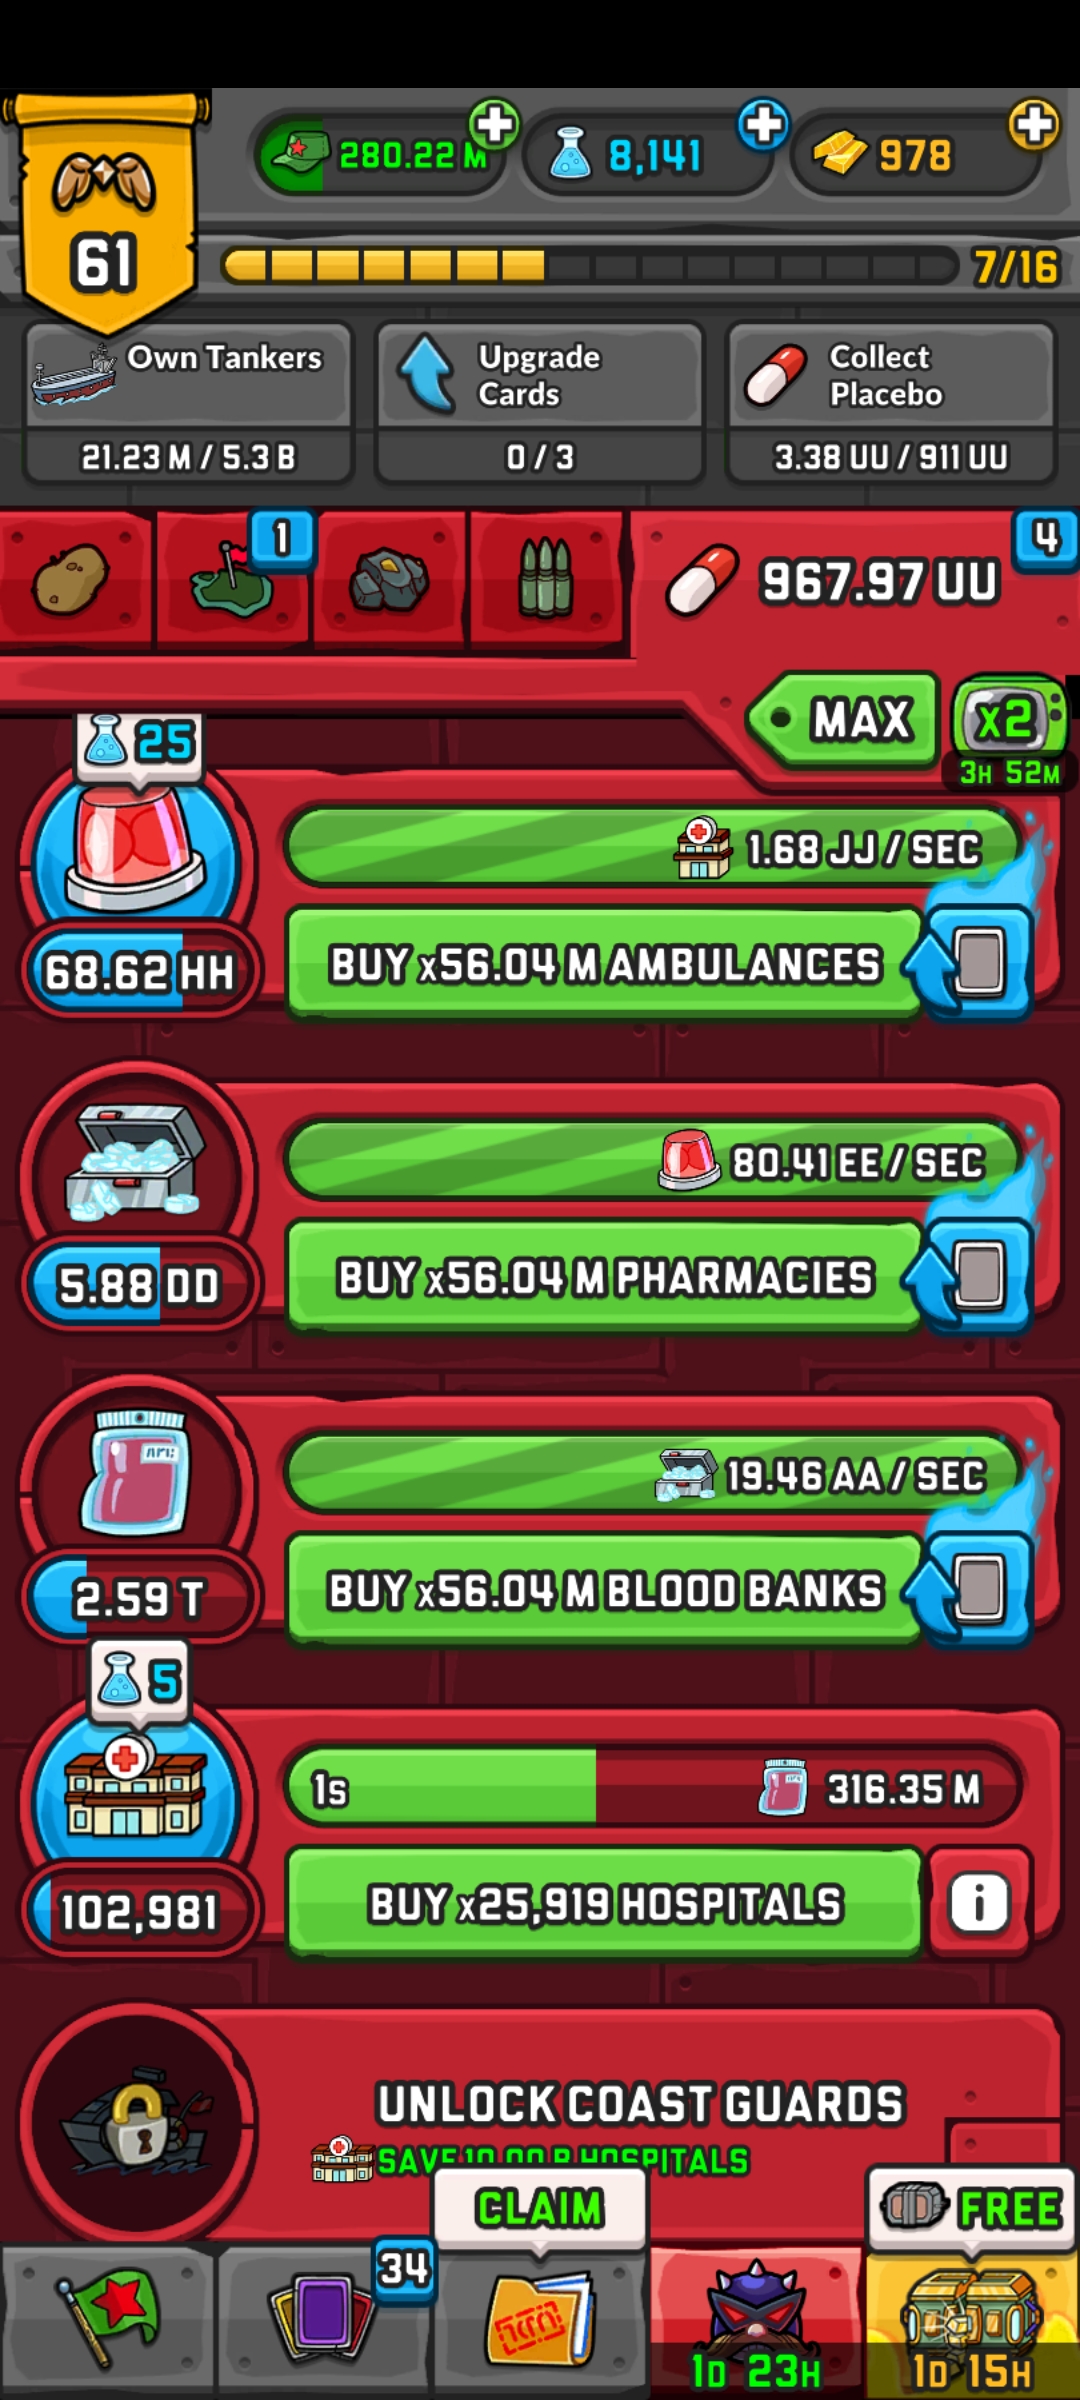 280.22 M
8,141
978
61
7/16
Own Tankers
21.23 M / 5.3 B
Upgrade
Cards
0 / 3
Collect
Placebo
3.38 UU / 911 UU
1
4
967.97 UU
MAX
x2
3H 52M
25
1.68 JJ / SEC
68.62 HH
BUY x56.04 M AMBULANCES
80.41 EE / SEC
5.88 DD
BUY x56.04 M PHARMACIES
19.46 AA / SEC
2.59 T
BUY x56.04 M BLOOD BANKS
5
1s
316.35 M
102,981
BUY x25,919 HOSPITALS
i
UNLOCK COAST GUARDS
SAVE 10.00 B HOSPITALS
CLAIM
FREE
34
1D 23H
1D 15H